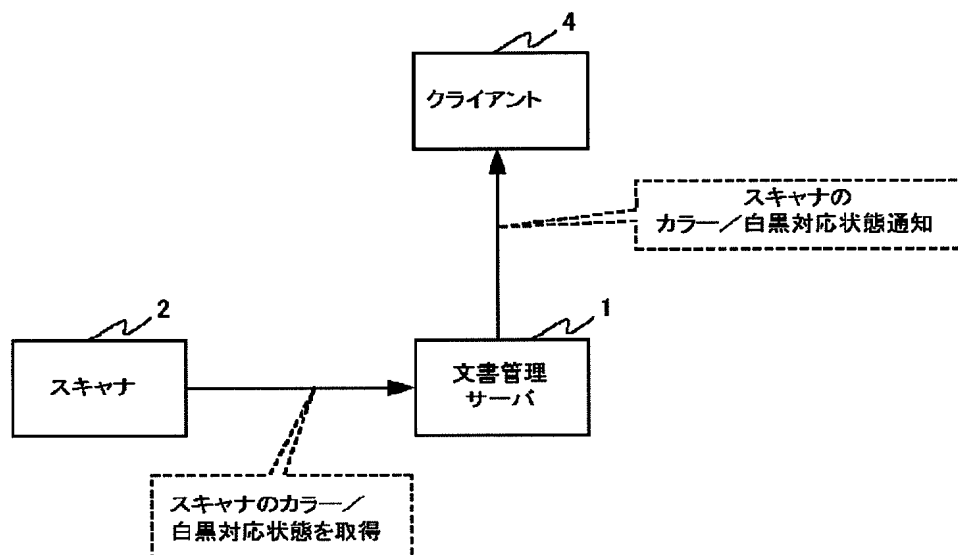 4
クライアント
スキャナの
カラー／白黒対応状態通知
2
スキャナ
1
文書管理
サーバ
スキャナのカラー／
白黒対応状態を取得